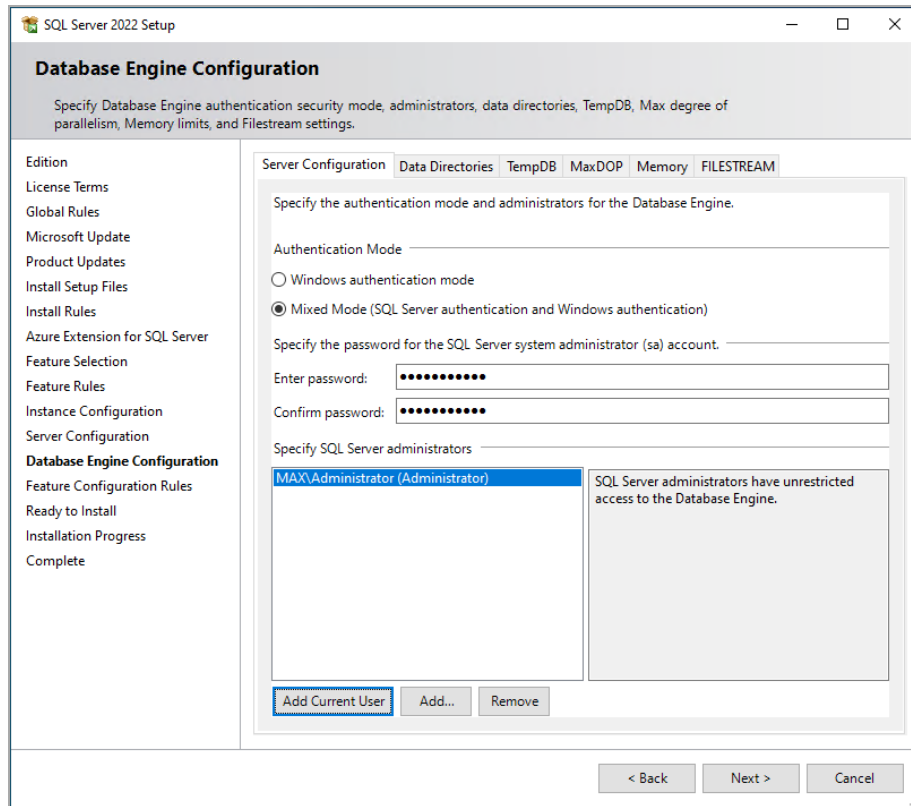 SQL Server 2022 Setup
Database Engine Configuration
Specify Database Engine authentication security mode, administrators, data directories, TempDB, Max degree of
parallelism, Memory limits, and Filestream settings.
Edition
License Terms
Global Rules
Microsoft Update
Product Updates
Install Setup Files
Install Rules
Azure Extension for SQL Server
Feature Selection
Feature Rules
Instance Configuration
Server Configuration
Database Engine Configuration
Feature Configuration Rules
Ready to Install
Installation Progress
Complete
Server Configuration Data Directories TempDB MaxDOP Memory FILESTREAM
Specify the authentication mode and administrators for the Database Engine.
Authentication Mode
Windows authentication mode
Mixed Mode (SQL Server authentication and Windows authentication)
Specify the password for the SQL Server system administrator (sa) account.
Enter password: ●●●●●●●●●●●
Confirm password: ●●●●●●●●●●●
Specify SQL Server administrators
MAX\Administrator (Administrator)
SQL Server administrators have unrestricted
access to the Database Engine.
Add Current User Add... Remove
< Back Next > Cancel